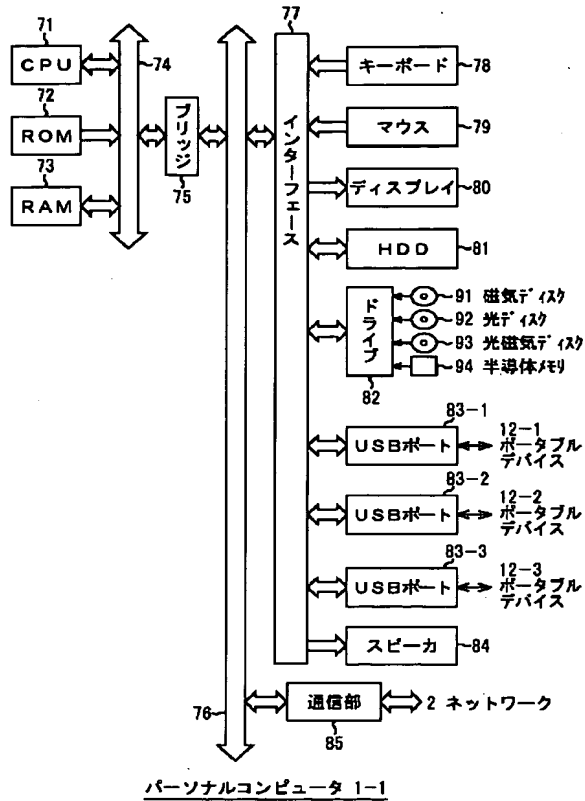 71
CPU
72
ROM
73
RAM
74
ブリッジ
75
76
77
インターフェース
キーボード
78
マウス
79
ディスプレイ
80
HDD
81
ドライブ
82
91 磁気ディスク
92 光ディスク
93 光磁気ディスク
94 半導体メモリ
83-1
USBポート
12-1
ポータブル
デバイス
83-2
USBポート
12-2
ポータブル
デバイス
83-3
USBポート
12-3
ポータブル
デバイス
スピーカ
84
通信部
85
2 ネットワーク
パーソナルコンピュータ 1-1